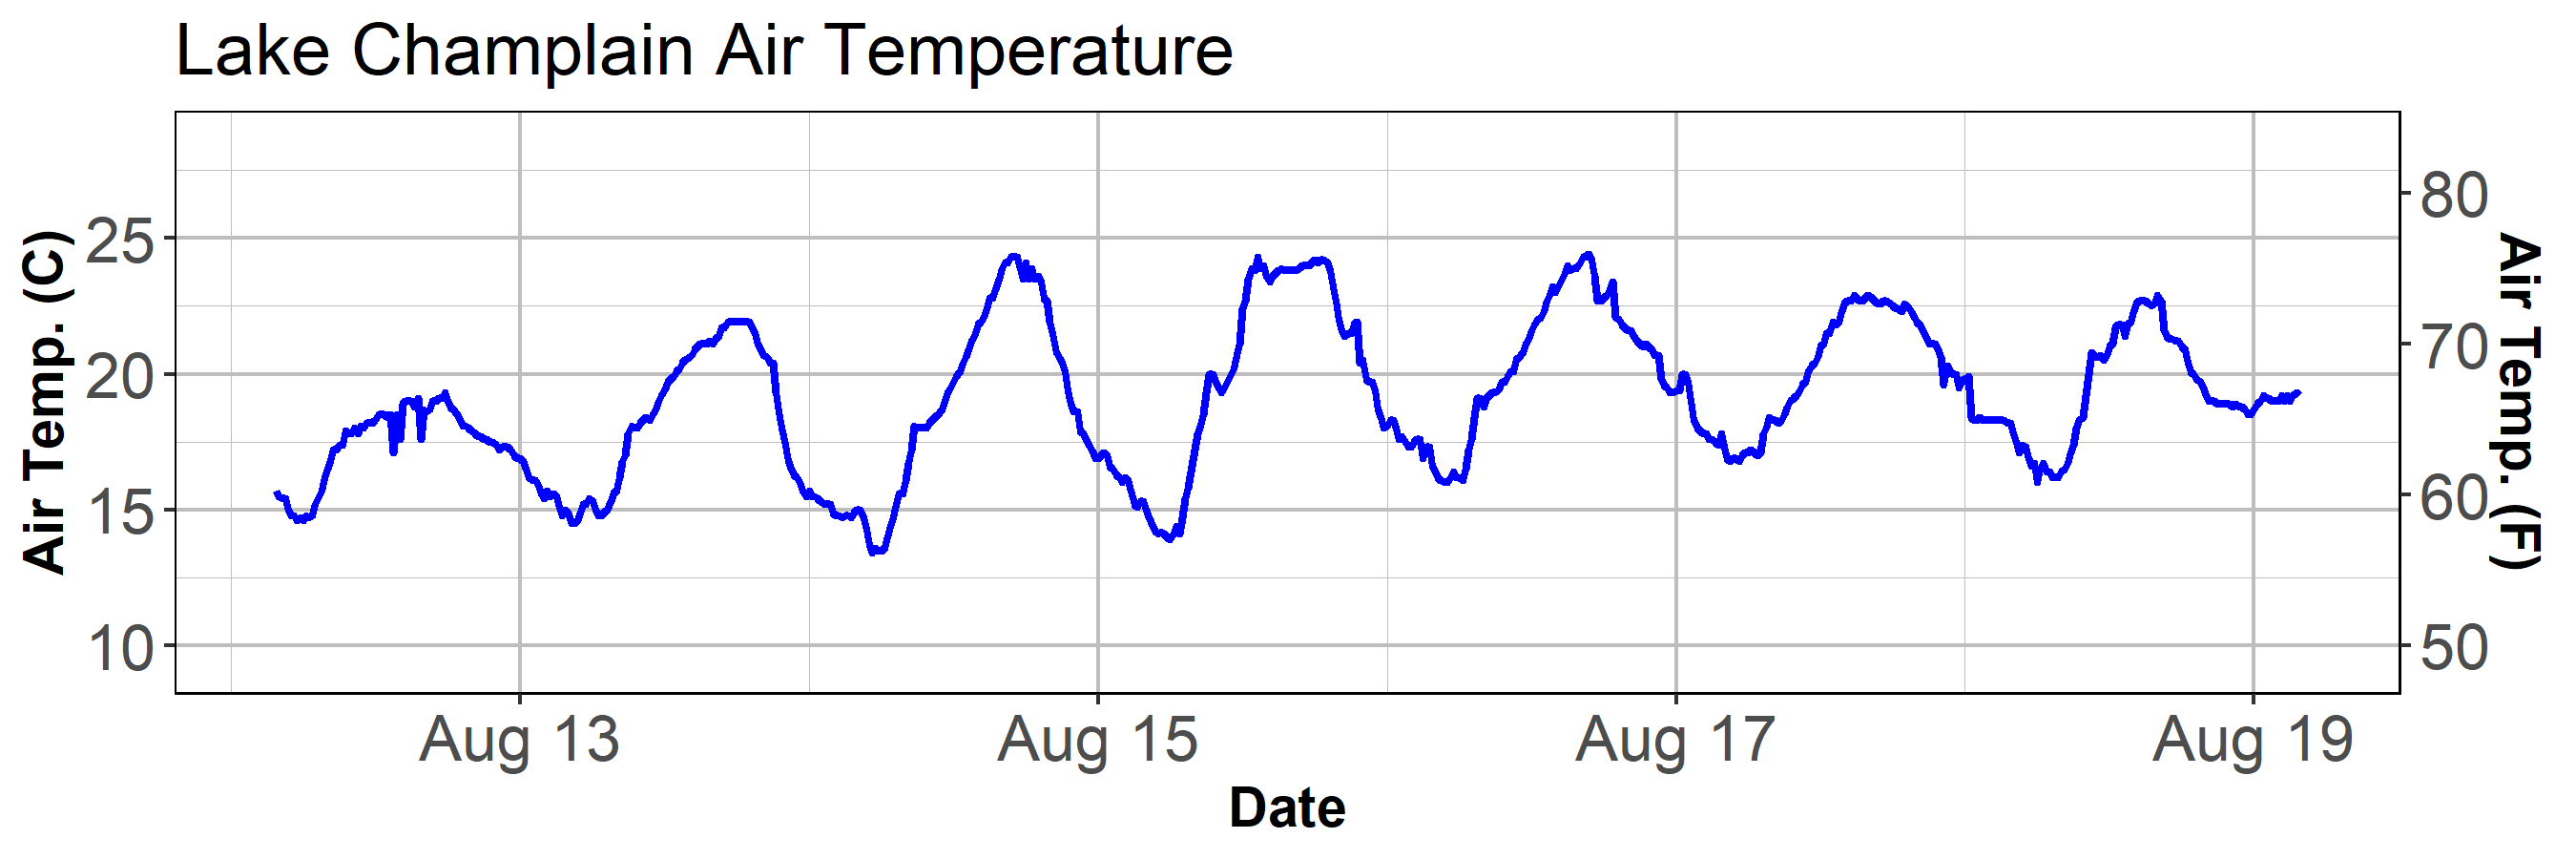 Lake Champlain Air Temperature
Air Temp. (C)
25
20
15
10
80
70
60
50
Air Temp. (F)
Aug 13 Aug 15 Aug 17 Aug 19
Date